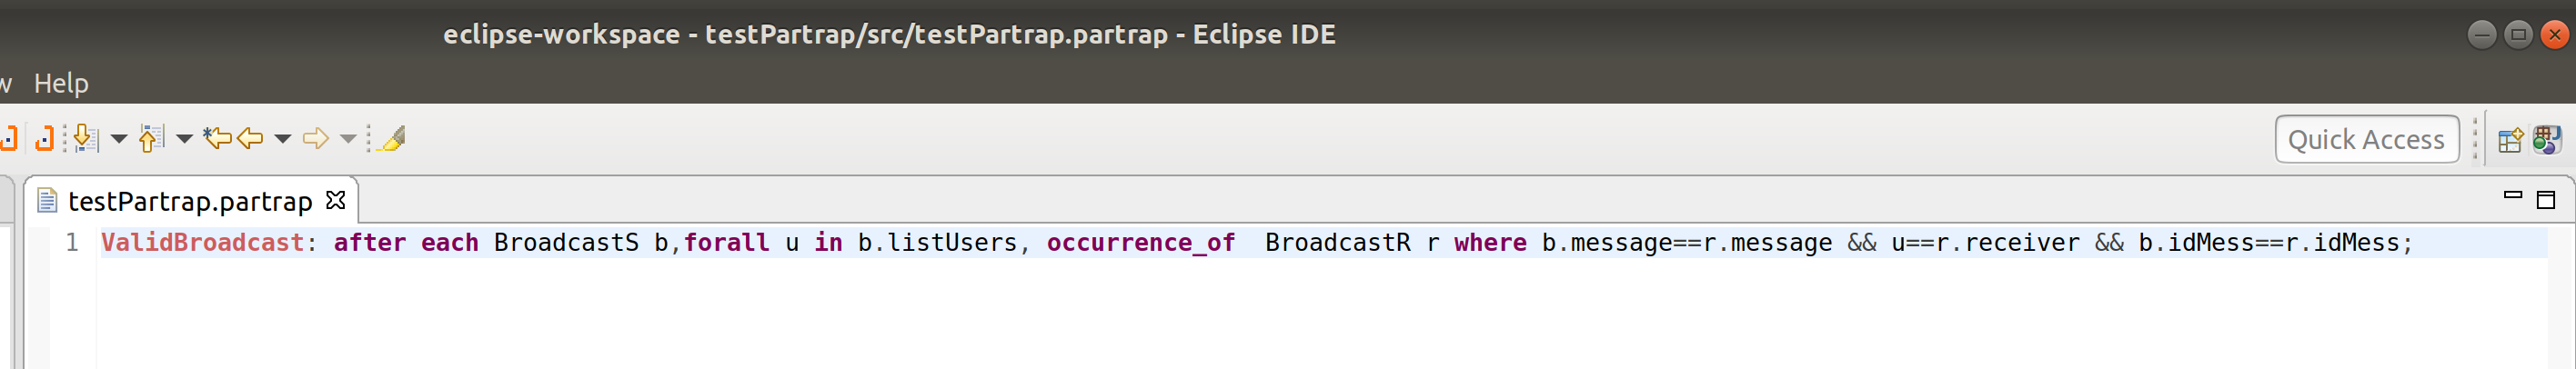 eclipse-workspace - testPartrap/src/testPartrap.partrap - Eclipse IDE
w Help
Quick Access
testPartrap.partrap
1 ValidBroadcast: after each BroadcastS b,forall u in b.listUsers, occurrence_of  BroadcastR r where b.message==r.message && u==r.receiver && b.idMess==r.idMess;